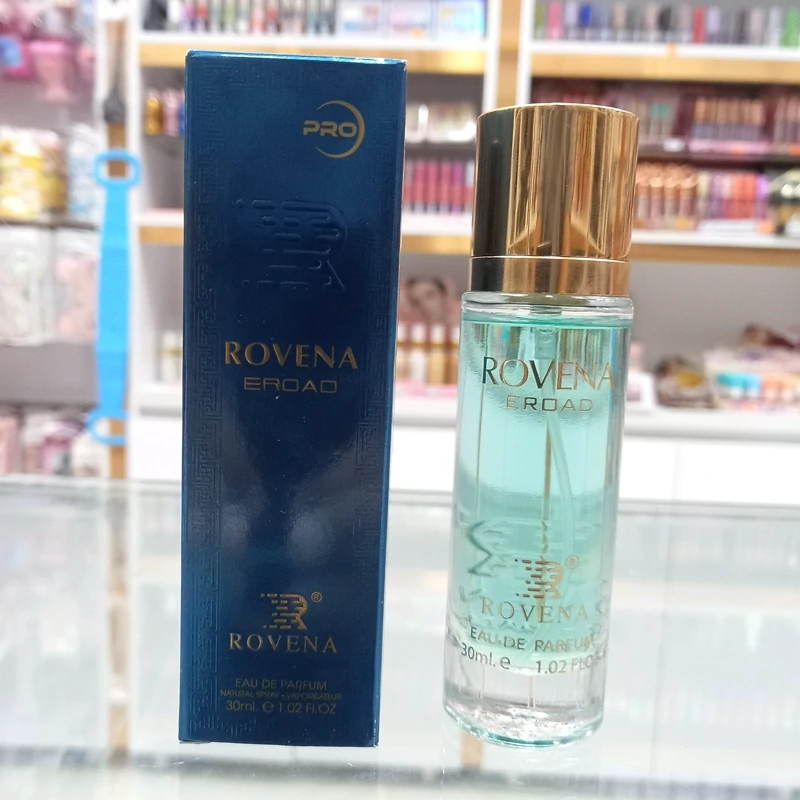 PRO
ROVENA
EROAD
R®
ROVENA
EAU DE PARFUM
NATURAL SPRAY - VAPORISATEUR
30ml. e 1.02 Fl.OZ
ROVENA
EROAD
R®
ROVENA
EAU DE PARFUM
30ml. e 1.02 FL.